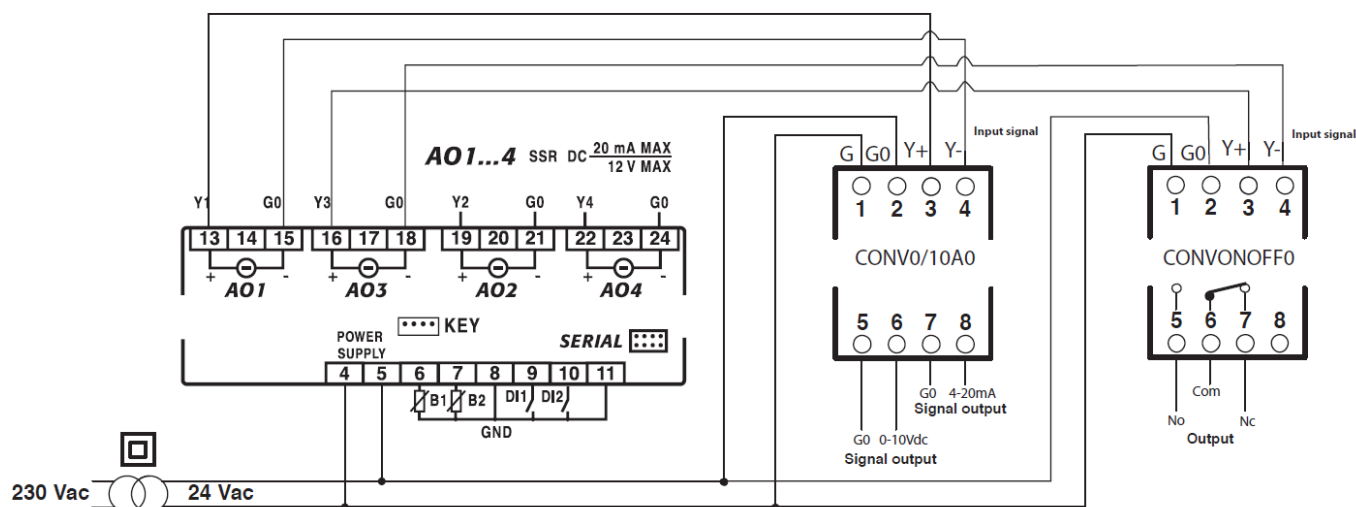 AO1...4 SSR DC 20 mA MAX
12 V MAX
Y1 G0 Y3 G0 Y2 G0 Y4 G0
13 14 15 16 17 18 19 20 21 22 23 24
+ - + - + - + -
AO1 AO3 AO2 AO4
KEY
POWER
SUPPLY
SERIAL
4 5 6 7 8 9 10 11
B1 B2 DI1 DI2
GND
230 Vac 24 Vac
Input signal
G G0 Y+ Y-
1 2 3 4
CONV0/10A0
5 6 7 8
G0 4-20mA
Signal output
G0 0-10Vdc
Signal output
Input signal
G G0 Y+ Y-
1 2 3 4
CONVONOFF0
5 6 7 8
Com
No Nc
Output